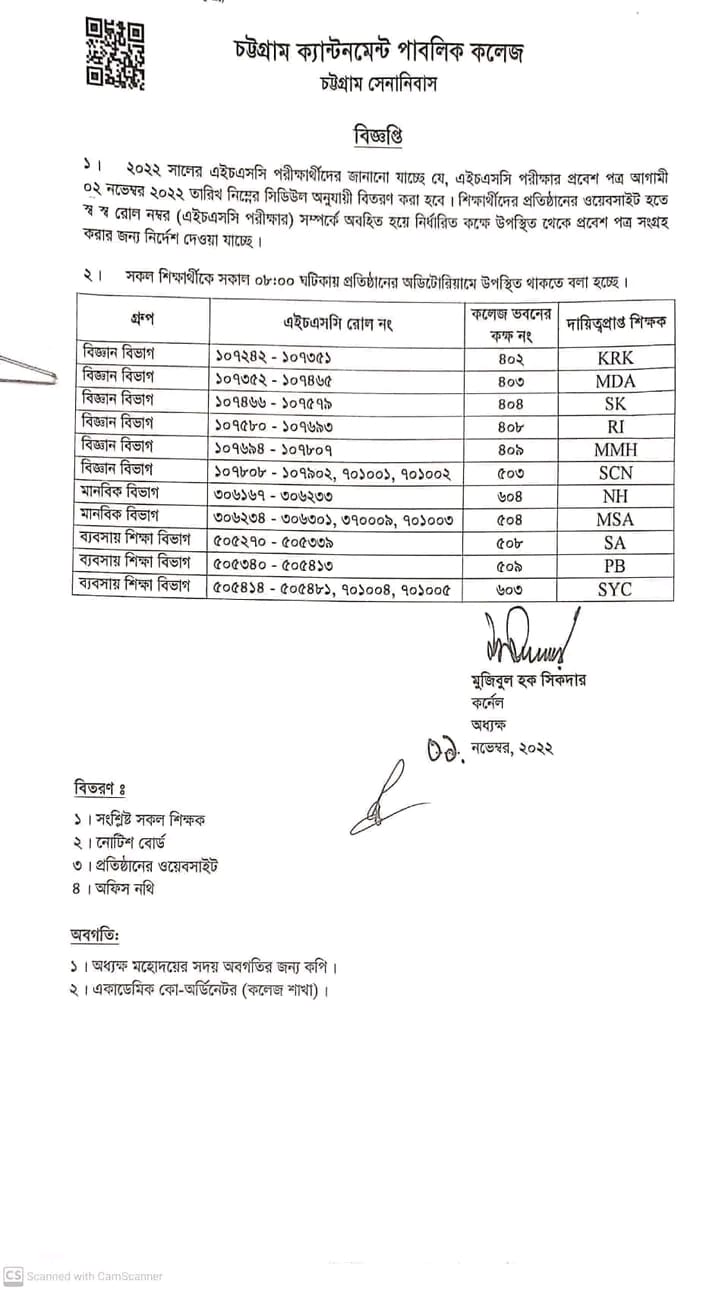 চট্টগ্রাম ক্যান্টনমেন্ট পাবলিক কলেজ
চট্টগ্রাম সেনানিবাস
বিজ্ঞপ্তি
১। ২০২২ সালের এইচএসসি পরীক্ষার্থীদের জানানো যাচ্ছে যে, এইচএসসি পরীক্ষার প্রবেশ পত্র আগামী
০২ নভেম্বর ২০২২ তারিখ নিম্নের সিডিউল অনুযায়ী বিতরণ করা হবে। শিক্ষার্থীদের প্রতিষ্ঠানের ওয়েবসাইট হতে
স্ব স্ব রোল নম্বর (এইচএসসি পরীক্ষার) সম্পর্কে অবহিত হয়ে নির্ধারিত কক্ষে উপস্থিত থেকে প্রবেশ পত্র সংগ্রহ
করার জন্য নির্দেশ দেওয়া যাচ্ছে।
২। সকল শিক্ষার্থীকে সকাল ০৮:০০ ঘটিকায় প্রতিষ্ঠানের অডিটোরিয়ামে উপস্থিত থাকতে বলা হচ্ছে।
গ্রুপ এইচএসসি রোল নং কলেজ ভবনের কক্ষ নং দায়িত্বপ্রাপ্ত শিক্ষক
বিজ্ঞান বিভাগ ১০৭২৪২ - ১০৭৩৫১ ৪০২ KRK
বিজ্ঞান বিভাগ ১০৭৩৫২ - ১০৭৪৬৫ ৪০৩ MDA
বিজ্ঞান বিভাগ ১০৭৪৬৬ - ১০৭৫৭৯ ৪০৪ SK
বিজ্ঞান বিভাগ ১০৭৫৮০ - ১০৭৬৯৩ ৪০৮ RI
বিজ্ঞান বিভাগ ১০৭৬৯৪ - ১০৭৮০৭ ৪০৯ MMH
বিজ্ঞান বিভাগ ১০৭৮০৮ - ১০৭৯০২, ৭০১০০১, ৭০১০০২ ৫০৩ SCN
মানবিক বিভাগ ৩০৬১৬৭ - ৩০৬২৩৩ ৬০৪ NH
মানবিক বিভাগ ৩০৬২৩৪ - ৩০৬৩০১, ৩৭০০০৯, ৭০১০০৩ ৫০৪ MSA
ব্যবসায় শিক্ষা বিভাগ ৫০৫২৭০ - ৫০৫৩৩৯ ৫০৮ SA
ব্যবসায় শিক্ষা বিভাগ ৫০৫৩৪০ - ৫০৫৪১৩ ৫০৯ PB
ব্যবসায় শিক্ষা বিভাগ ৫০৫৪১৪ - ৫০৫৪৮১, ৭০১০০৪, ৭০১০০৫ ৬০৩ SYC
মুজিবুল হক সিকদার
কর্নেল
অধ্যক্ষ
০১. নভেম্বর, ২০২২
বিতরণ ঃ
১। সংশ্লিষ্ট সকল শিক্ষক
২। নোটিশ বোর্ড
৩। প্রতিষ্ঠানের ওয়েবসাইট
৪। অফিস নথি
অবগতি:
১। অধ্যক্ষ মহোদয়ের সদয় অবগতির জন্য কপি।
২। একাডেমিক কো-অর্ডিনেটর (কলেজ শাখা)।
CS Scanned with CamScanner